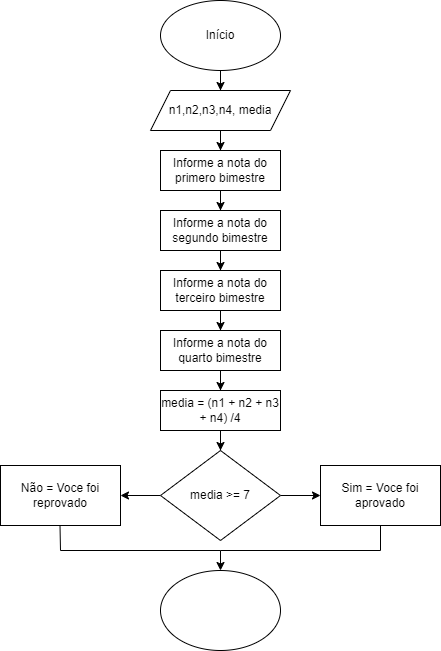 Início
n1,n2,n3,n4, media
Informe a nota do
primero bimestre
Informe a nota do
segundo bimestre
Informe a nota do
terceiro bimestre
Informe a nota do
quarto bimestre
media = (n1 + n2 + n3
+ n4) /4
media >= 7
Não = Voce foi
reprovado
Sim = Voce foi
aprovado